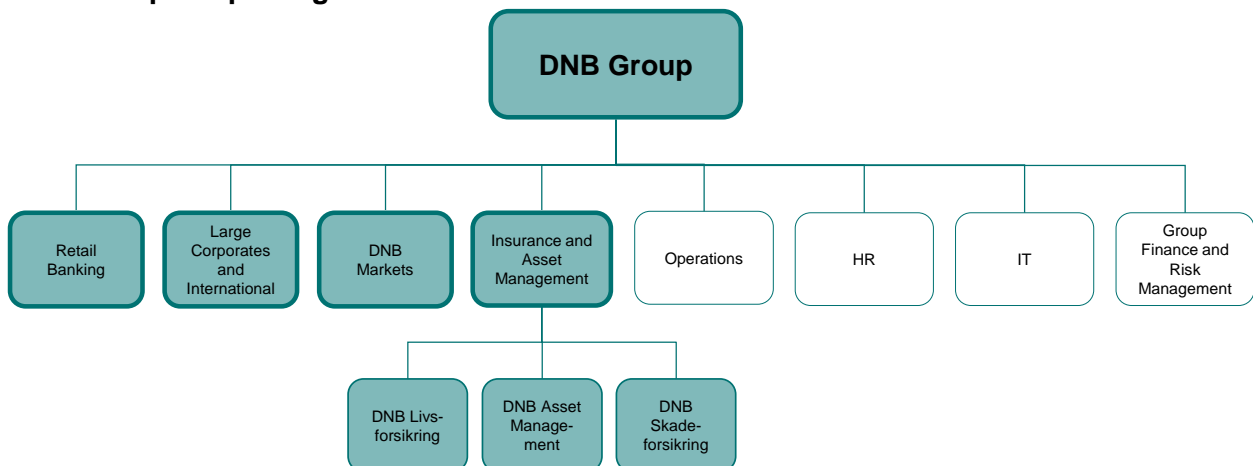 DNB Group
Retail
Banking
Large
Corporates
and
International
DNB
Markets
Insurance and
Asset
Management
Operations
HR
IT
Group
Finance and
Risk
Management
DNB Livs-
forsikring
DNB Asset
Manage-
ment
DNB
Skade-
forsikring